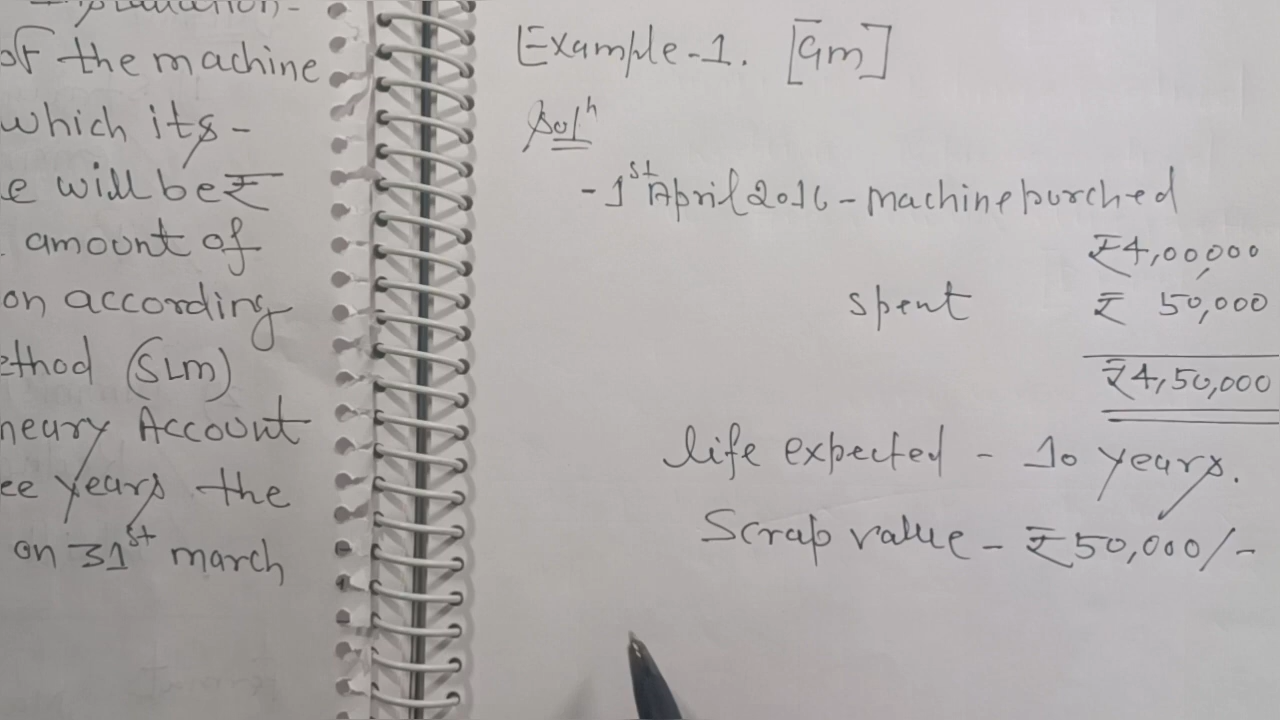 of the machine
which its -
e will be ₹
amount of
on according
ethod (SLM)
neary Account
ee years the
on 31st march
Example-1. [4m]
Solⁿ
- 1st April 2016 - machine purched
₹4,00,000
spent ₹ 50,000
₹4,50,000
life expected - 10 years.
Scrap value - ₹50,000/-